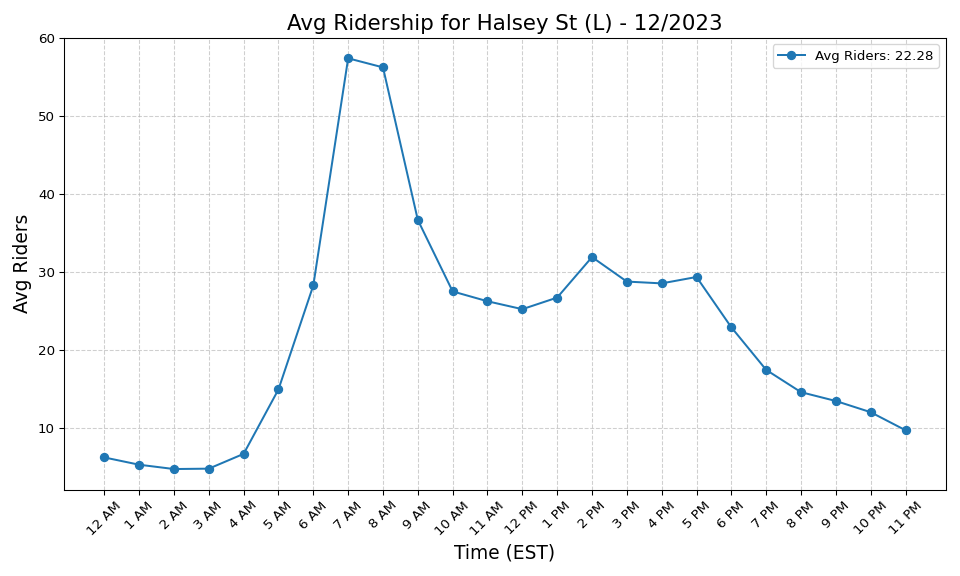 Avg Ridership for Halsey St (L) - 12/2023
Avg Riders: 22.28
Avg Riders
60
50
40
30
20
10
12 AM 1 AM 2 AM 3 AM 4 AM 5 AM 6 AM 7 AM 8 AM 9 AM 10 AM 11 AM 12 PM 1 PM 2 PM 3 PM 4 PM 5 PM 6 PM 7 PM 8 PM 9 PM 10 PM 11 PM
Time (EST)